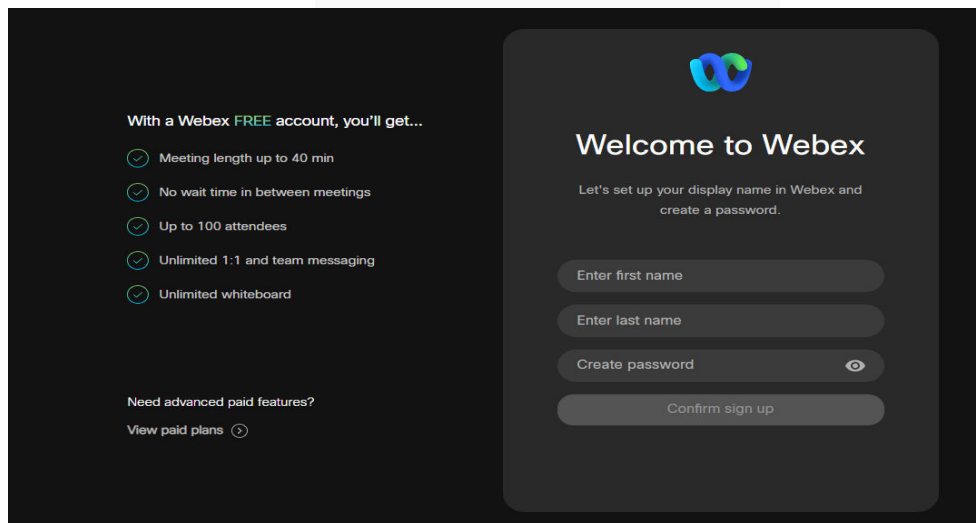 With a Webex FREE account, you'll get...
Meeting length up to 40 min
No wait time in between meetings
Up to 100 attendees
Unlimited 1:1 and team messaging
Unlimited whiteboard
Need advanced paid features?
View paid plans
Welcome to Webex
Let's set up your display name in Webex and
create a password.
Enter first name
Enter last name
Create password
Confirm sign up